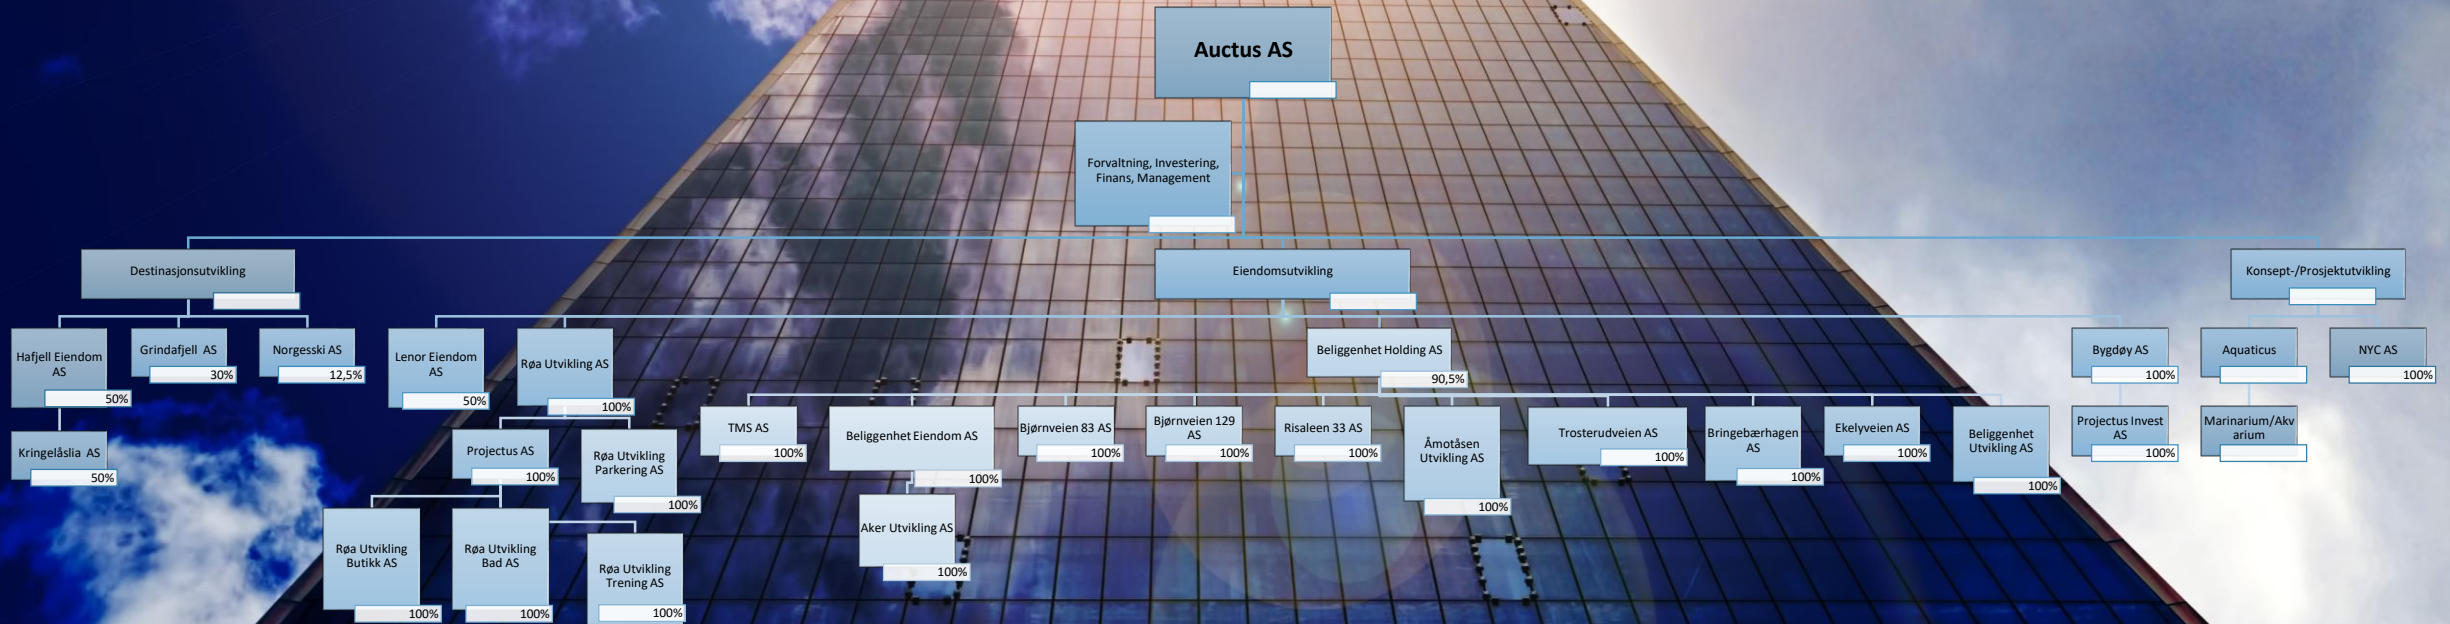 Auctus AS
Forvaltning, Investering,
Finans, Management
Destinasjonsutvikling
Eiendomsutvikling
Konsept-/Prosjektutvikling
Hafjell Eiendom
AS
50%
Grindafjell AS
30%
Norgesski AS
12,5%
Lenor Eiendom
AS
50%
Røa Utvikling AS
100%
Beliggenhet Holding AS
90,5%
Bygdøy AS
100%
Aquaticus
NYC AS
100%
Kringelåslia AS
50%
Projectus AS
100%
Røa Utvikling
Parkering AS
100%
TMS AS
100%
Beliggenhet Eiendom AS
100%
Bjørnveien 83 AS
100%
Bjørnveien 129
AS
100%
Risaleen 33 AS
100%
Åmotåsen
Utvikling AS
100%
Trosterudveien AS
100%
Bringebærhagen
AS
100%
Ekelyveien AS
100%
Beliggenhet
Utvikling AS
100%
Projectus Invest
AS
100%
Marinarium/Akv
arium
Røa Utvikling
Butikk AS
100%
Røa Utvikling
Bad AS
100%
Røa Utvikling
Trening AS
100%
Aker Utvikling AS
100%